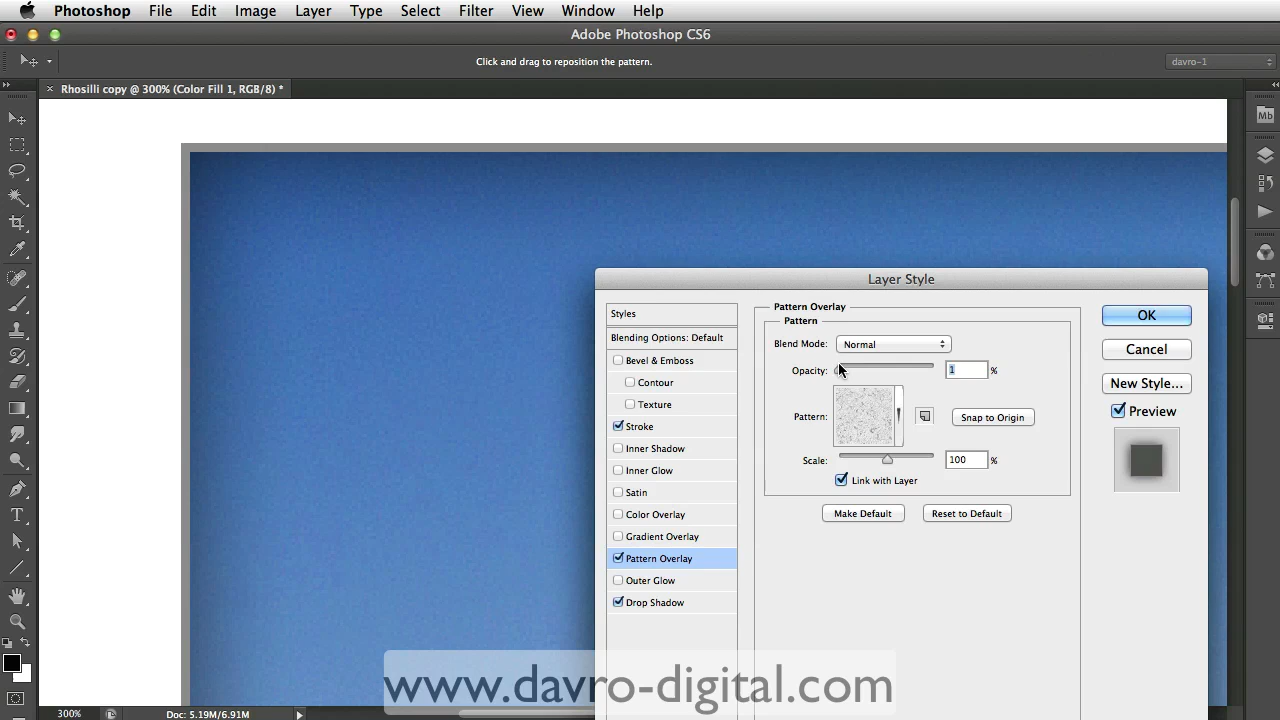 Photoshop File Edit Image Layer Type Select Filter View Window Help
Adobe Photoshop CS6
Click and drag to reposition the pattern.
davro-1
Rhosilli copy @ 300% (Color Fill 1, RGB/8) *
Mb
Layer Style
Styles
Blending Options: Default
Bevel & Emboss
Contour
Texture
Stroke
Inner Shadow
Inner Glow
Satin
Color Overlay
Gradient Overlay
Pattern Overlay
Outer Glow
Drop Shadow
Pattern Overlay
Pattern
Blend Mode: Normal
Opacity: 1 %
Pattern:
Snap to Origin
Scale: 100 %
Link with Layer
Make Default Reset to Default
OK
Cancel
New Style...
Preview
www.davro-digital.com
300% Doc: 5.19M/6.91M